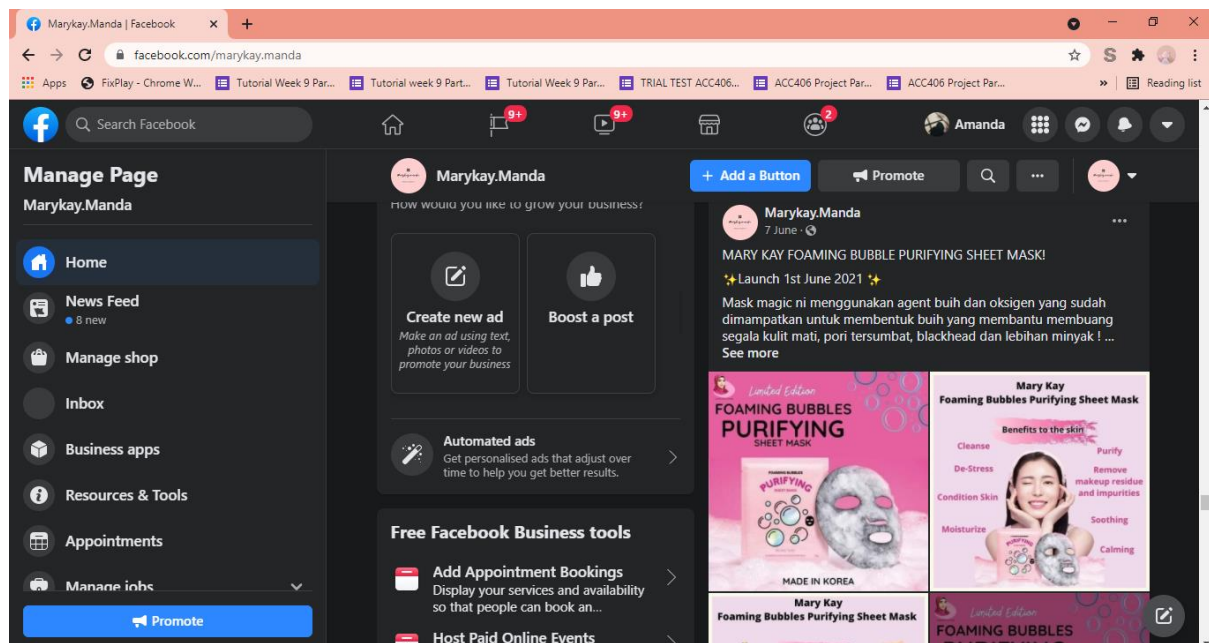 Marykay.Manda | Facebook
facebook.com/marykay.manda
Apps
FixPlay - Chrome W...
Tutorial Week 9 Par...
Tutorial week 9 Part...
Tutorial Week 9 Par...
TRIAL TEST ACC406...
ACC406 Project Par...
ACC406 Project Par...
Reading list
Search Facebook
9+
9+
2
Amanda
Manage Page
Marykay.Manda
Home
News Feed
8 new
Manage shop
Inbox
Business apps
Resources & Tools
Appointments
Manage jobs
Promote
Marykay.Manda
+ Add a Button
Promote
How would you like to grow your business?
Create new ad
Make an ad using text,
photos or videos to
promote your business
Boost a post
Automated ads
Get personalised ads that adjust over
time to help you get better results.
Free Facebook Business tools
Add Appointment Bookings
Display your services and availability
so that people can book an...
Host Paid Online Events
Marykay.Manda
7 June ·
MARY KAY FOAMING BUBBLE PURIFYING SHEET MASK!
✨Launch 1st June 2021 ✨
Mask magic ni menggunakan agent buih dan oksigen yang sudah
dimampatkan untuk membentuk buih yang membantu membuang
segala kulit mati, pori tersumbat, blackhead dan lebihan minyak ! ...
See more
Limited Edition
FOAMING BUBBLES
PURIFYING
SHEET MASK
PURIFYING
MADE IN KOREA
Mary Kay
Foaming Bubbles Purifying Sheet Mask
Benefits to the skin
Cleanse
Purify
De-Stress
Remove
makeup residue
and impurities
Condition Skin
Soothing
Moisturize
Calming
Mary Kay
Foaming Bubbles Purifying Sheet Mask
Limited Edition
FOAMING BUBBLES